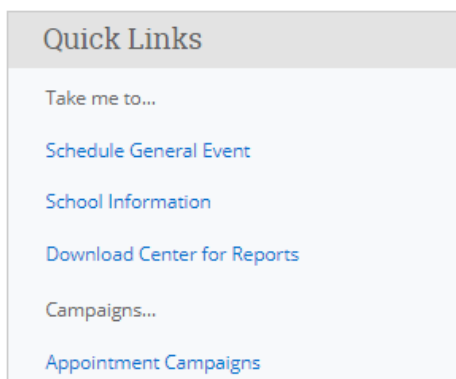 Quick Links
Take me to...
Schedule General Event
School Information
Download Center for Reports
Campaigns...
Appointment Campaigns